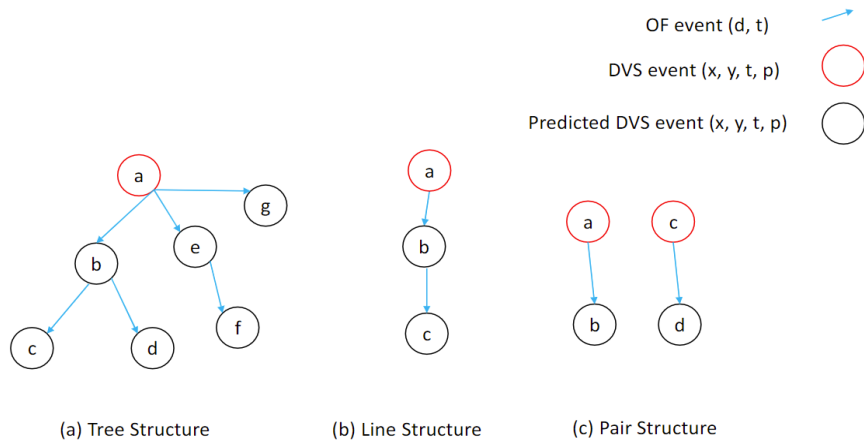 OF event (d, t)
DVS event (x, y, t, p)
Predicted DVS event (x, y, t, p)
a
g
b
e
c
d
f
a
b
c
a
c
b
d
(a) Tree Structure
(b) Line Structure
(c) Pair Structure